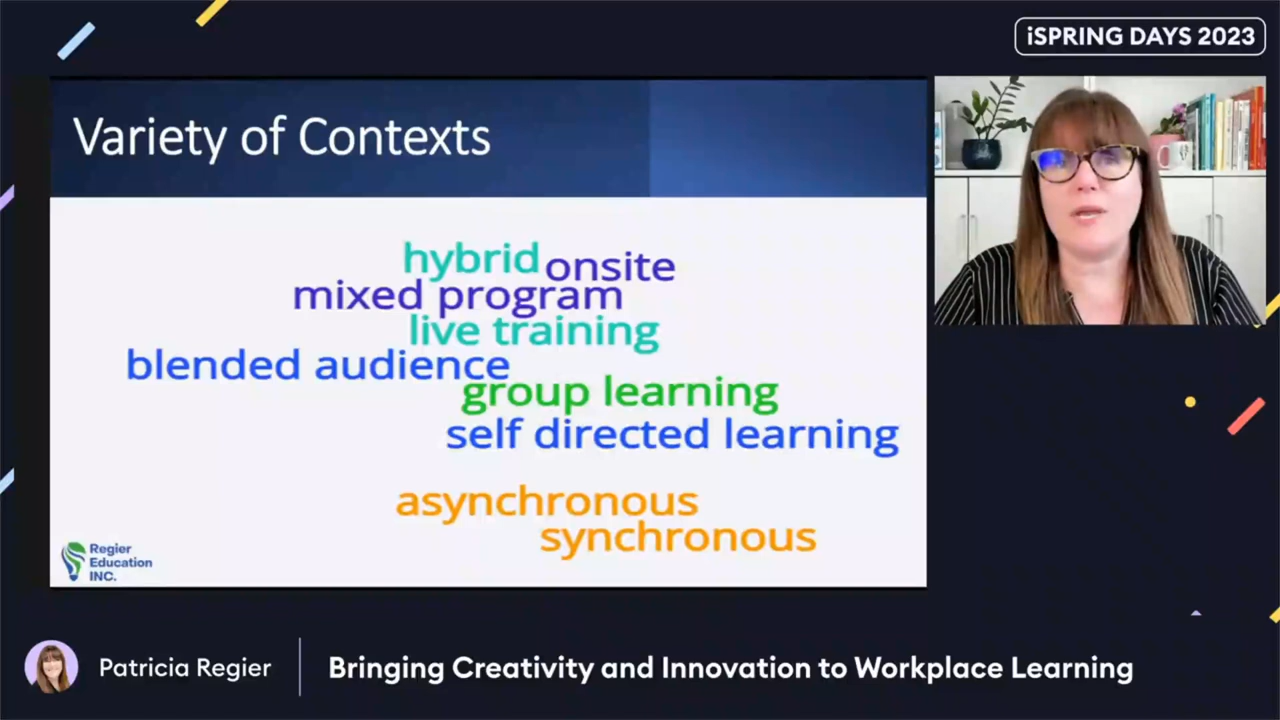 iSPRING DAYS 2023
Variety of Contexts
hybrid
onsite
mixed program
live training
blended audience
group learning
self directed learning
asynchronous
synchronous
Regier
Education
INC.
Patricia Regier
Bringing Creativity and Innovation to Workplace Learning